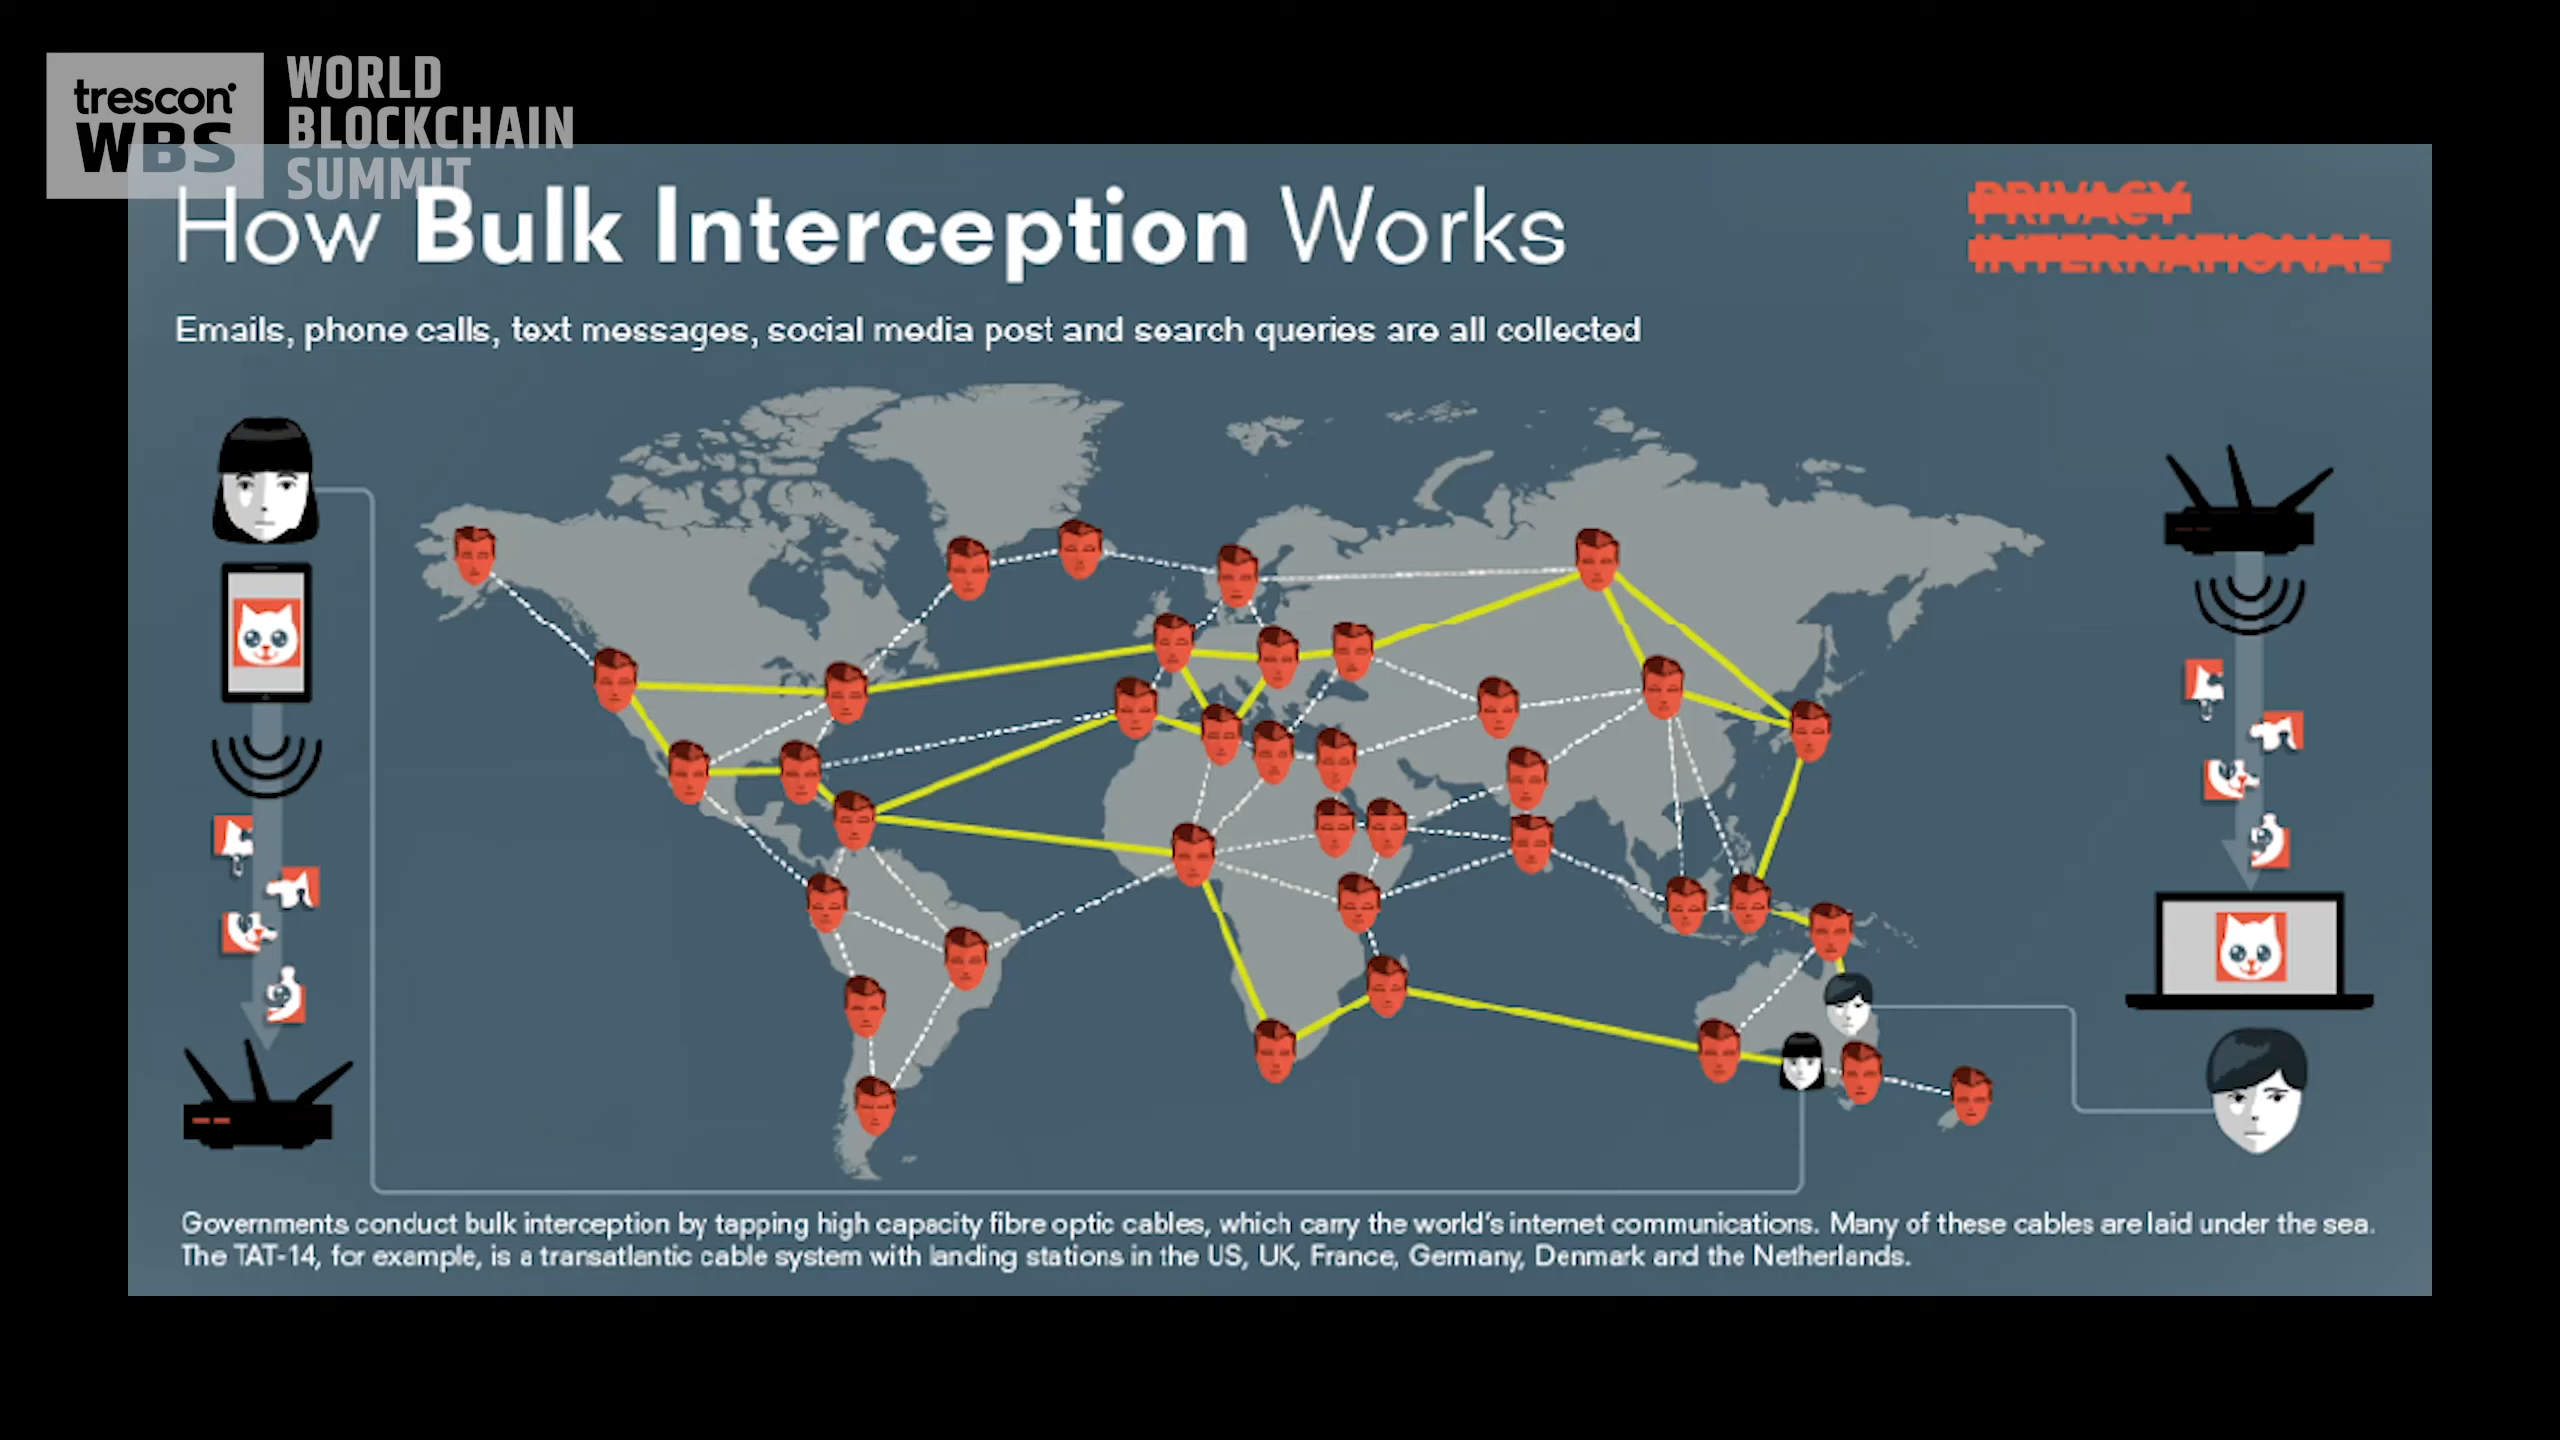 trescon
WBS
WORLD
BLOCKCHAIN
SUMMIT
How Bulk Interception Works
PRIVACY
INTERNATIONAL
Emails, phone calls, text messages, social media post and search queries are all collected
Governments conduct bulk interception by tapping high capacity fibre optic cables, which carry the world's internet communications. Many of these cables are laid under the sea.
The TAT-14, for example, is a transatlantic cable system with landing stations in the US, UK, France, Germany, Denmark and the Netherlands.